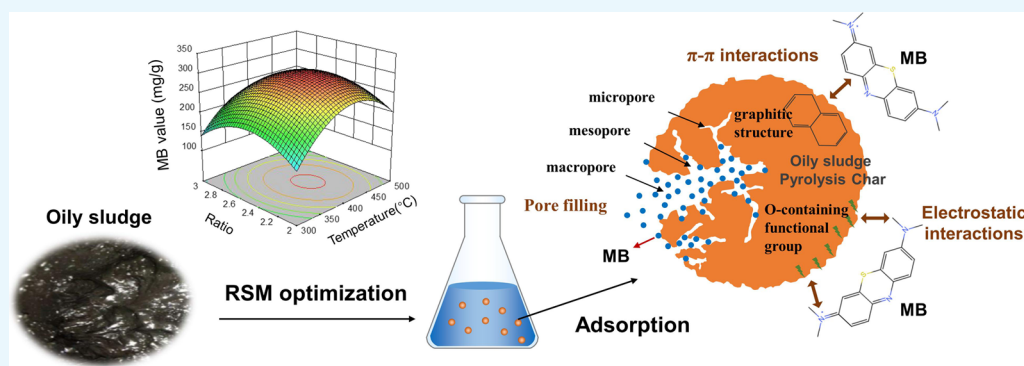 350
300
250
200
150
100
MB value (mg/g)
3
2.8
2.6
2.4
2.2
2
Ratio
300
350
400
450
500
Temperature(°C)
Oily sludge
RSM optimization
Adsorption
π-π interactions
MB
micropore
mesopore
macropore
graphitic
structure
Oily sludge
Pyrolysis Char
Pore filling
O-containing
functional
group
Electrostatic
interactions
MB
MB
S
N
N
N+
S
N
N
N+